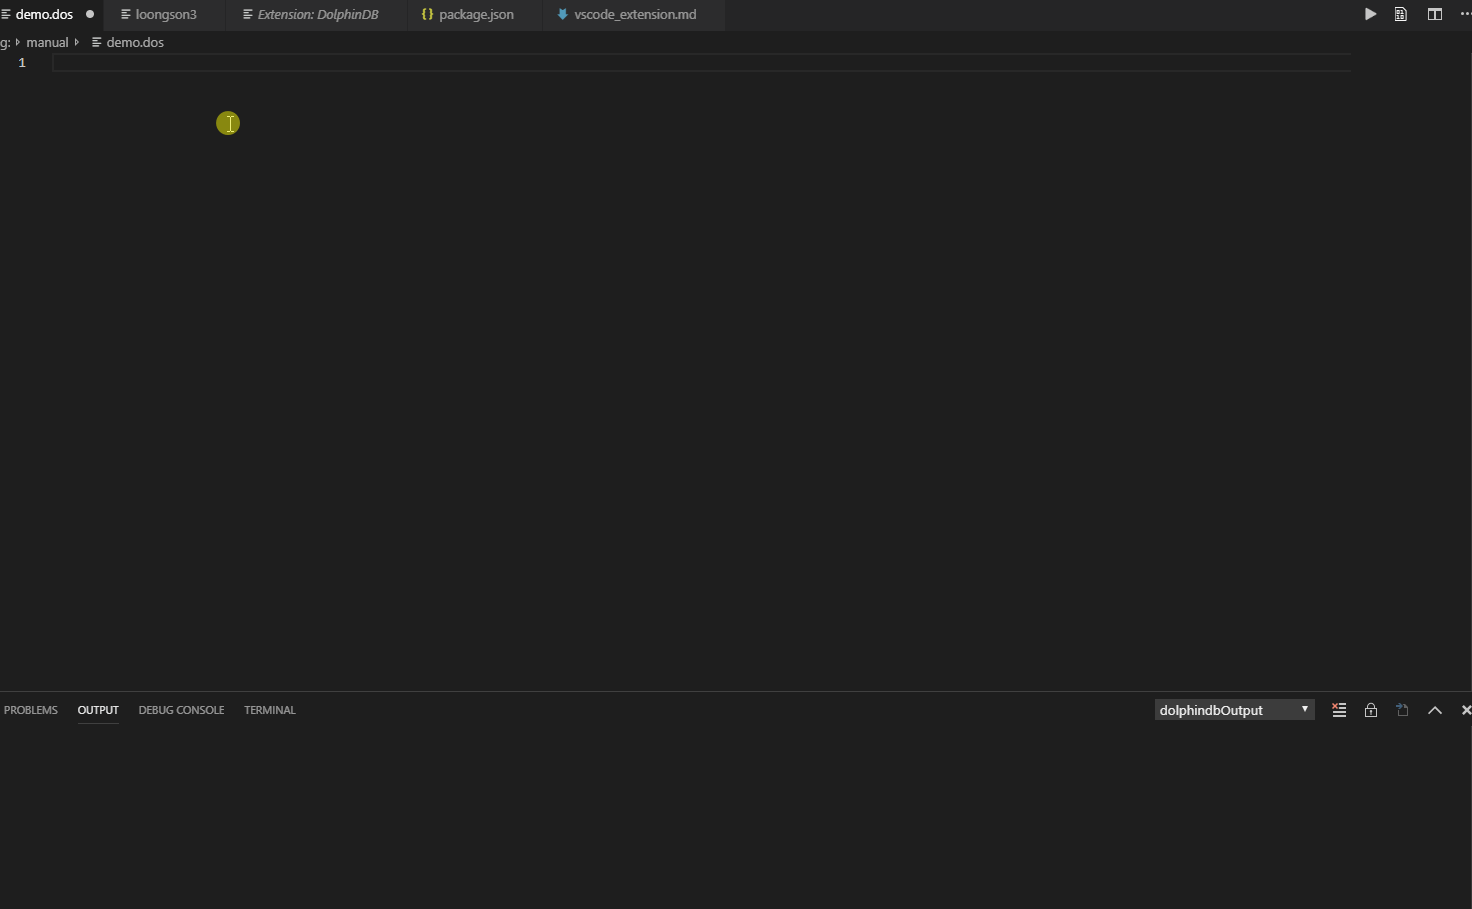 demo.dos loongson3 Extension: DolphinDB {} package.json vscode_extension.md
g: manual demo.dos
1
PROBLEMS OUTPUT DEBUG CONSOLE TERMINAL dolphindbOutput